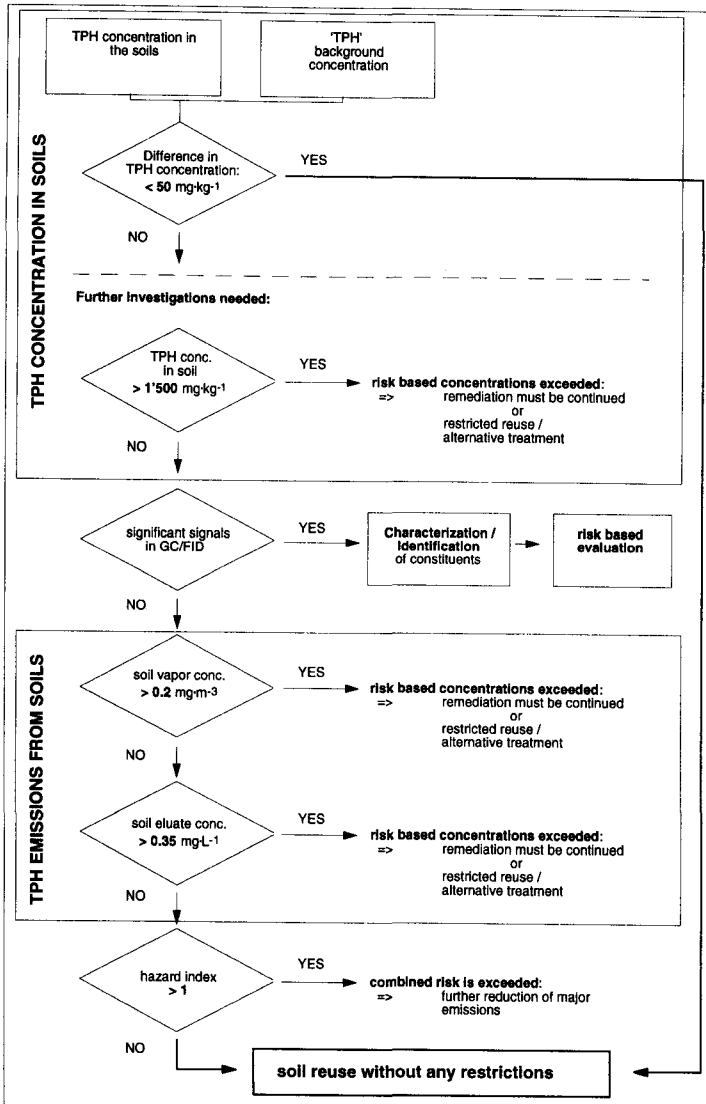 TPH concentration in
the soils
'TPH'
background
concentration
TPH CONCENTRATION IN SOILS
Difference in
TPH concentration:
< 50 mg·kg-1
YES
NO
Further investigations needed:
TPH conc.
in soil
> 1'500 mg·kg-1
YES
risk based concentrations exceeded:
=> remediation must be continued
or
restricted reuse /
alternative treatment
NO
significant signals
in GC/FID
YES
Characterization /
Identification
of constituents
risk based
evaluation
NO
TPH EMISSIONS FROM SOILS
soil vapor conc.
> 0.2 mg·m-3
YES
risk based concentrations exceeded:
=> remediation must be continued
or
restricted reuse /
alternative treatment
NO
soil eluate conc.
> 0.35 mg·L-1
YES
risk based concentrations exceeded:
=> remediation must be continued
or
restricted reuse /
alternative treatment
NO
hazard index
> 1
YES
combined risk is exceeded:
=> further reduction of major
emissions
NO
soil reuse without any restrictions